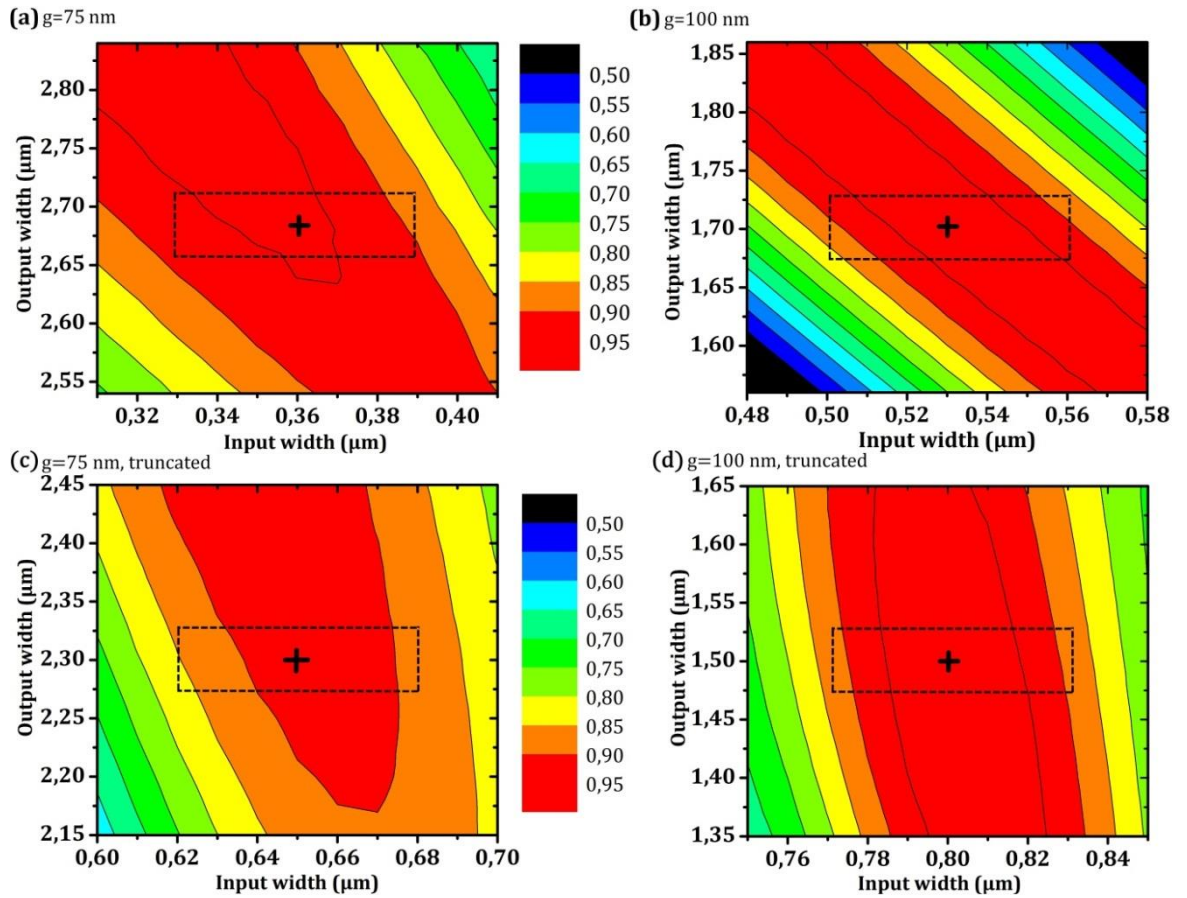 (a) g=75 nm
Output width (µm)
2,80
2,75
2,70
2,65
2,60
2,55
0,32 0,34 0,36 0,38 0,40
Input width (µm)
0,50
0,55
0,60
0,65
0,70
0,75
0,80
0,85
0,90
0,95
(b) g=100 nm
Output width (µm)
1,85
1,80
1,75
1,70
1,65
1,60
0,48 0,50 0,52 0,54 0,56 0,58
Input width (µm)
(c) g=75 nm, truncated
Output width (µm)
2,45
2,40
2,35
2,30
2,25
2,20
2,15
0,60 0,62 0,64 0,66 0,68 0,70
Input width (µm)
0,50
0,55
0,60
0,65
0,70
0,75
0,80
0,85
0,90
0,95
(d) g=100 nm, truncated
Output width (µm)
1,65
1,60
1,55
1,50
1,45
1,40
1,35
0,76 0,78 0,80 0,82 0,84
Input width (µm)